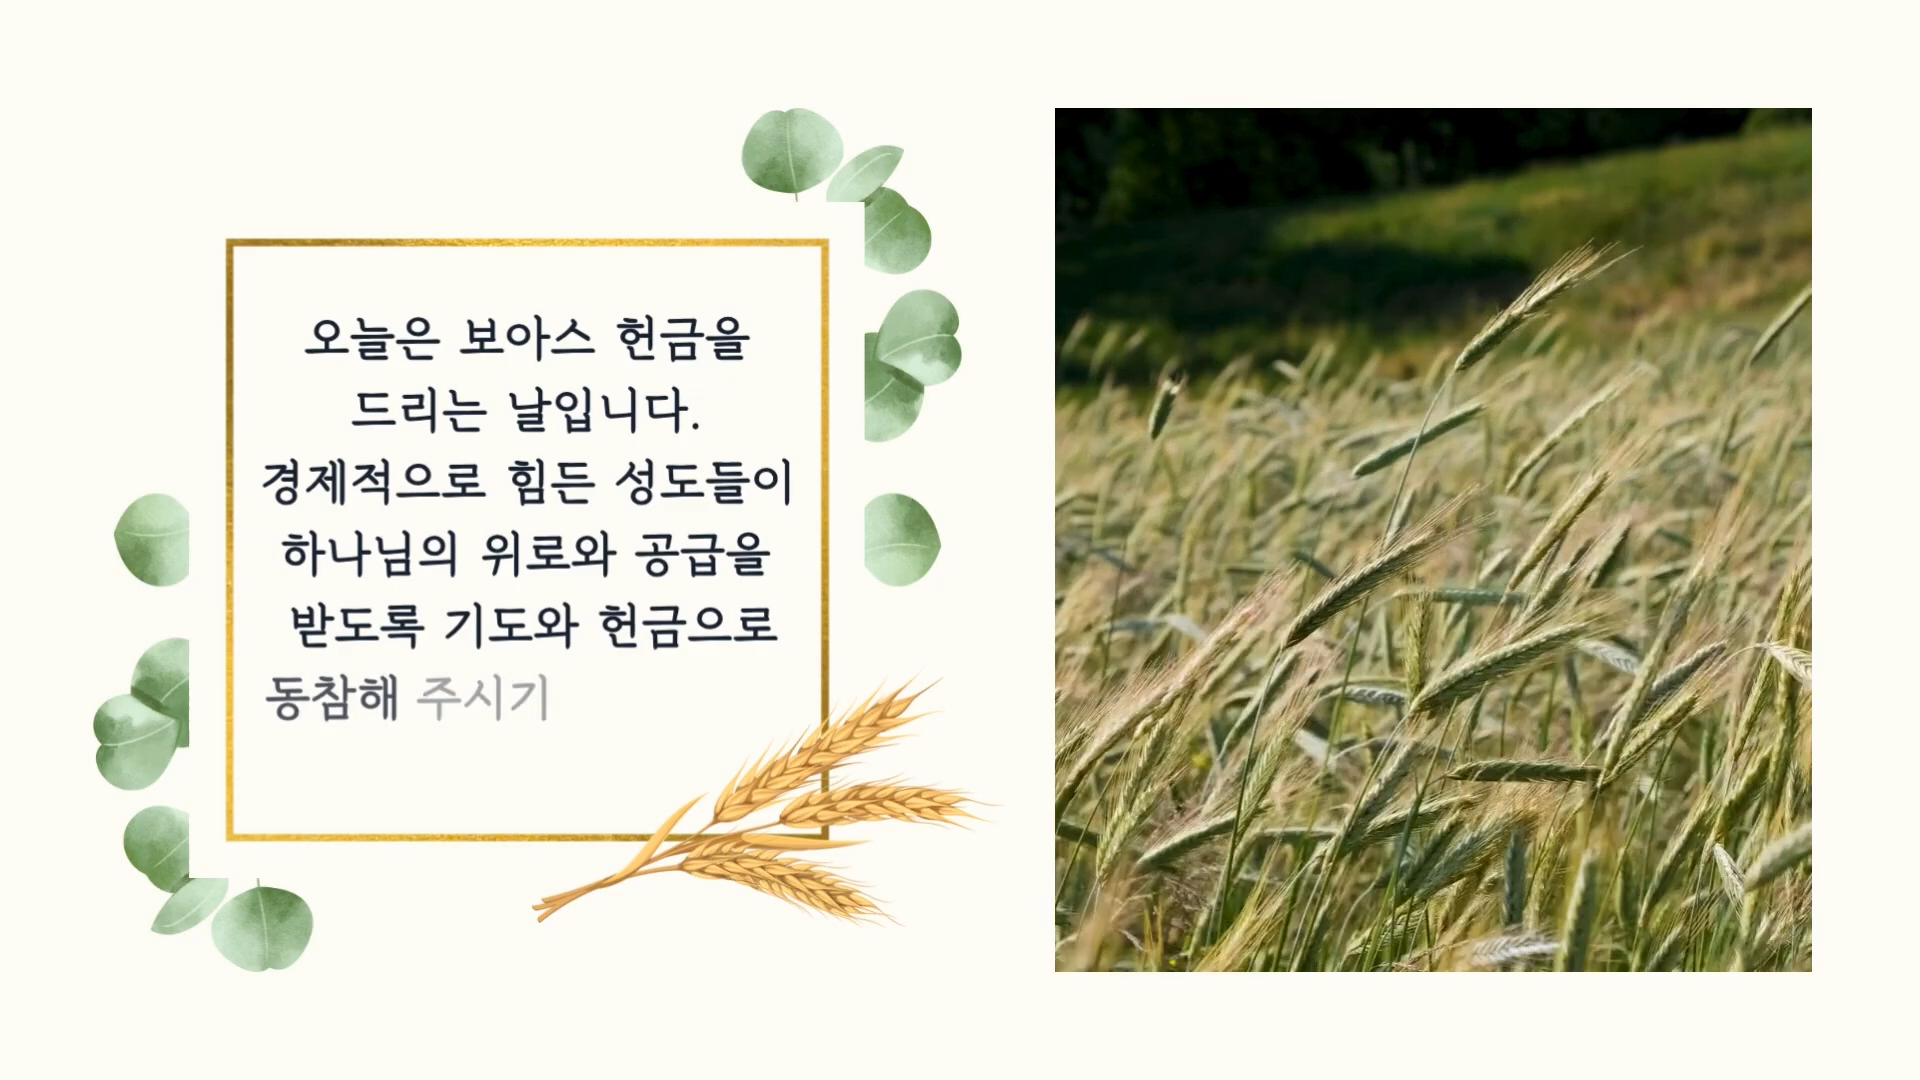 오늘은 보아스 헌금을
드리는 날입니다.
경제적으로 힘든 성도들이
하나님의 위로와 공급을
받도록 기도와 헌금으로
동참해 주시기